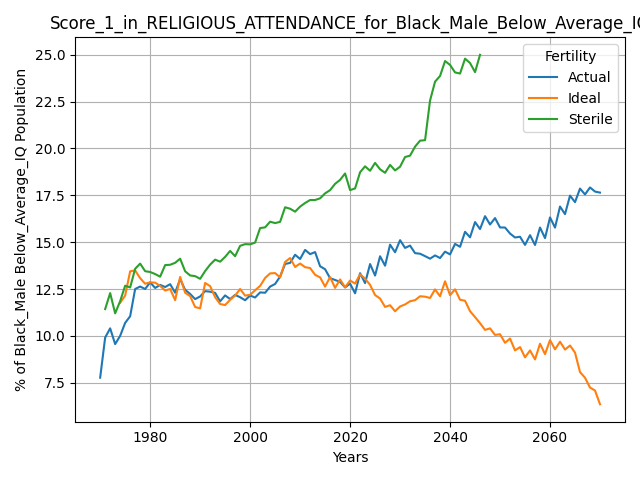 Score_1_in_RELIGIOUS_ATTENDANCE_for_Black_Male_Below_Average_IQ
% of Black_Male Below_Average_IQ Population
25.0
22.5
20.0
17.5
15.0
12.5
10.0
7.5
Fertility
Actual
Ideal
Sterile
1980
2000
2020
2040
2060
Years